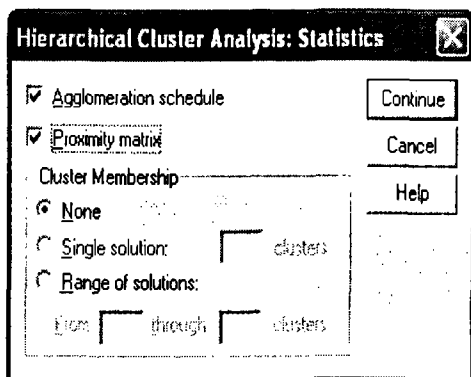 Hierarchical Cluster Analysis: Statistics
Agglomeration schedule
Continue
Proximity matrix
Cancel
Cluster Membership
Help
None
Single solution: clusters
Range of solutions:
From through clusters